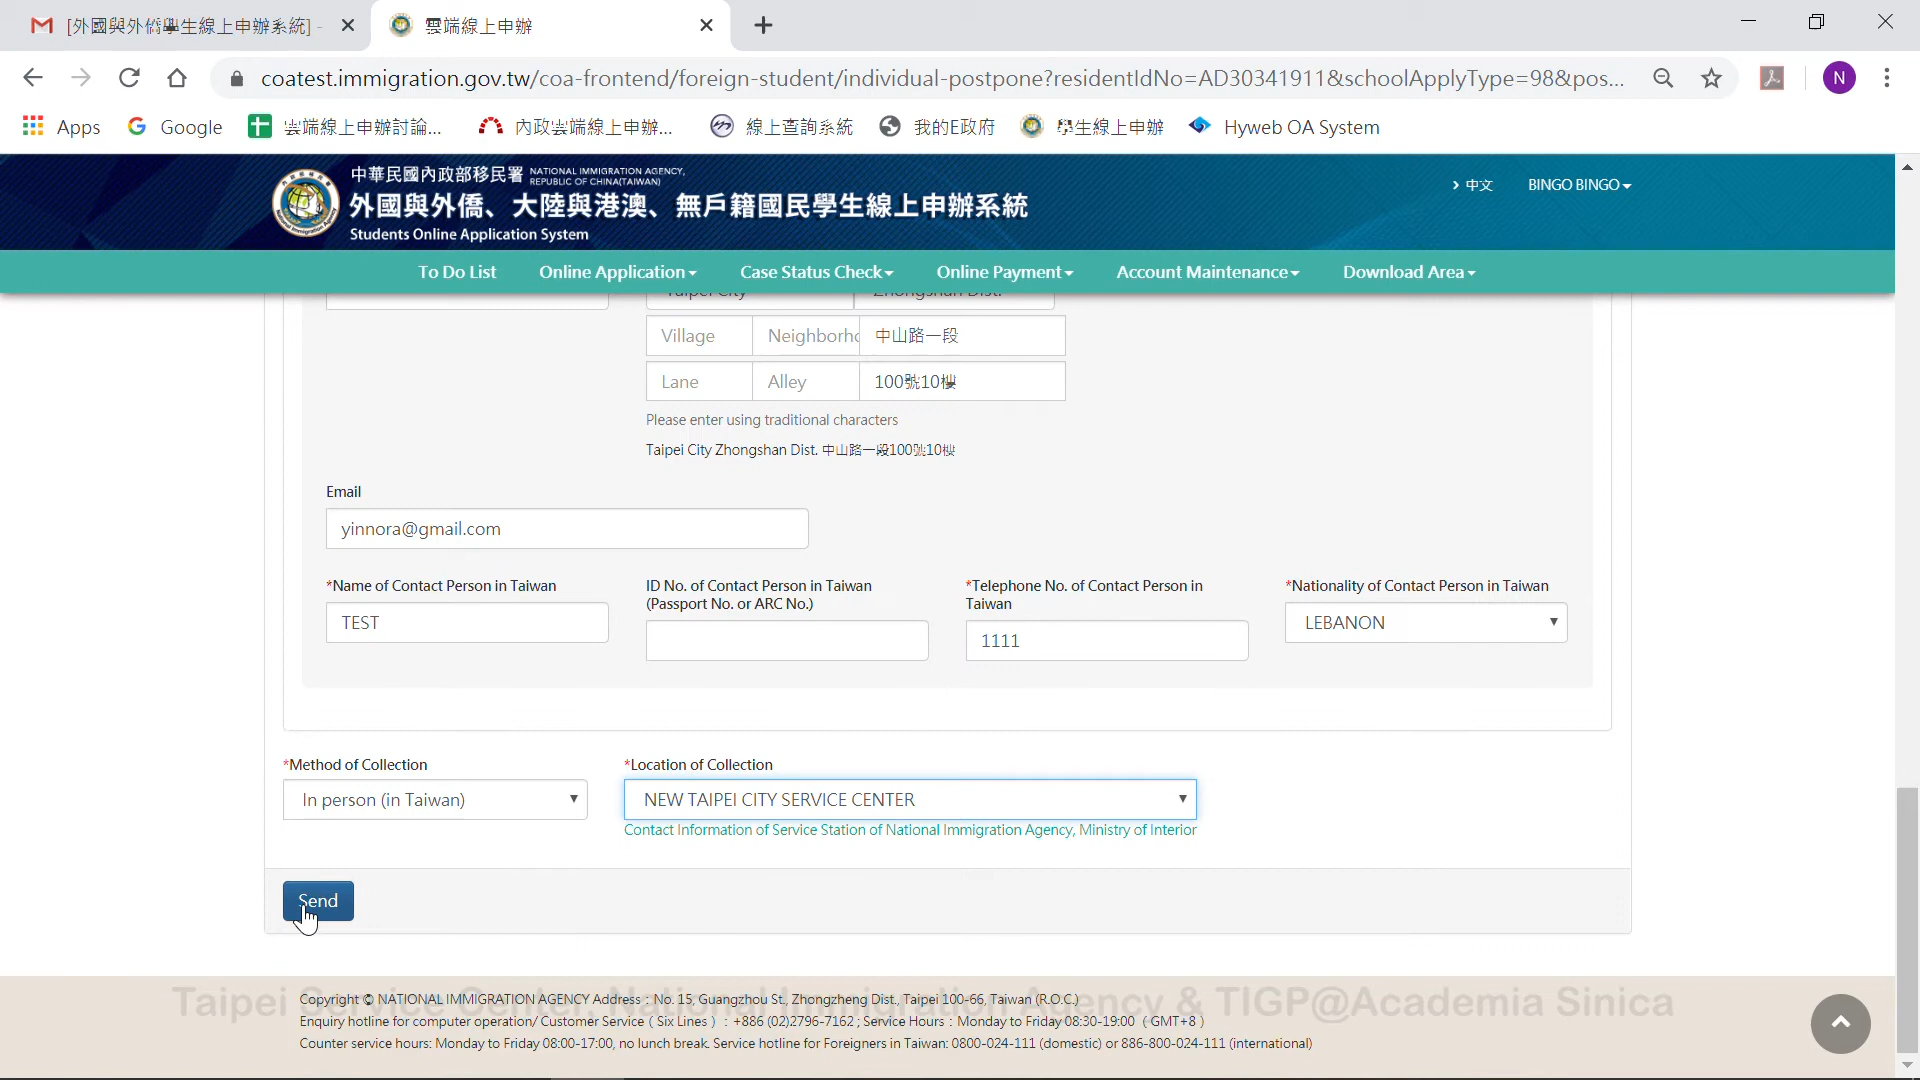 [外國與外僑學生線上申辦系統] -
雲端線上申辦
coatest.immigration.gov.tw/coa-frontend/foreign-student/individual-postpone?residentIdNo=AD30341911&schoolApplyType=98&pos...
N
Apps
Google
雲端線上申辦討論...
內政雲端線上申辦...
線上查詢系統
我的E政府
學生線上申辦
Hyweb OA System
中華民國內政部移民署 NATIONAL IMMIGRATION AGENCY, REPUBLIC OF CHINA(TAIWAN)
外國與外僑、大陸與港澳、無戶籍國民學生線上申辦系統
Students Online Application System
中文
BINGO BINGO
To Do List
Online Application
Case Status Check
Online Payment
Account Maintenance
Download Area
Taipei City
Zhongshan Dist.
Village
Neighborho
中山路一段
Lane
Alley
100號10樓
Please enter using traditional characters
Taipei City Zhongshan Dist. 中山路一段100號10樓
Email
yinnora@gmail.com
*Name of Contact Person in Taiwan
TEST
ID No. of Contact Person in Taiwan
(Passport No. or ARC No.)
*Telephone No. of Contact Person in
Taiwan
1111
*Nationality of Contact Person in Taiwan
LEBANON
*Method of Collection
In person (in Taiwan)
*Location of Collection
NEW TAIPEI CITY SERVICE CENTER
Contact Information of Service Station of National Immigration Agency, Ministry of Interior
Send
Taipei Service Center, National Immigration Agency & TIGP@Academia Sinica
Copyright © NATIONAL IMMIGRATION AGENCY Address : No. 15, Guangzhou St., Zhongzheng Dist., Taipei 100-66, Taiwan (R.O.C.)
Enquiry hotline for computer operation/ Customer Service ( Six Lines ) : +886 (02)2796-7162 ; Service Hours : Monday to Friday 08:30-19:00 ( GMT+8 )
Counter service hours: Monday to Friday 08:00-17:00, no lunch break. Service hotline for Foreigners in Taiwan: 0800-024-111 (domestic) or 886-800-024-111 (international)